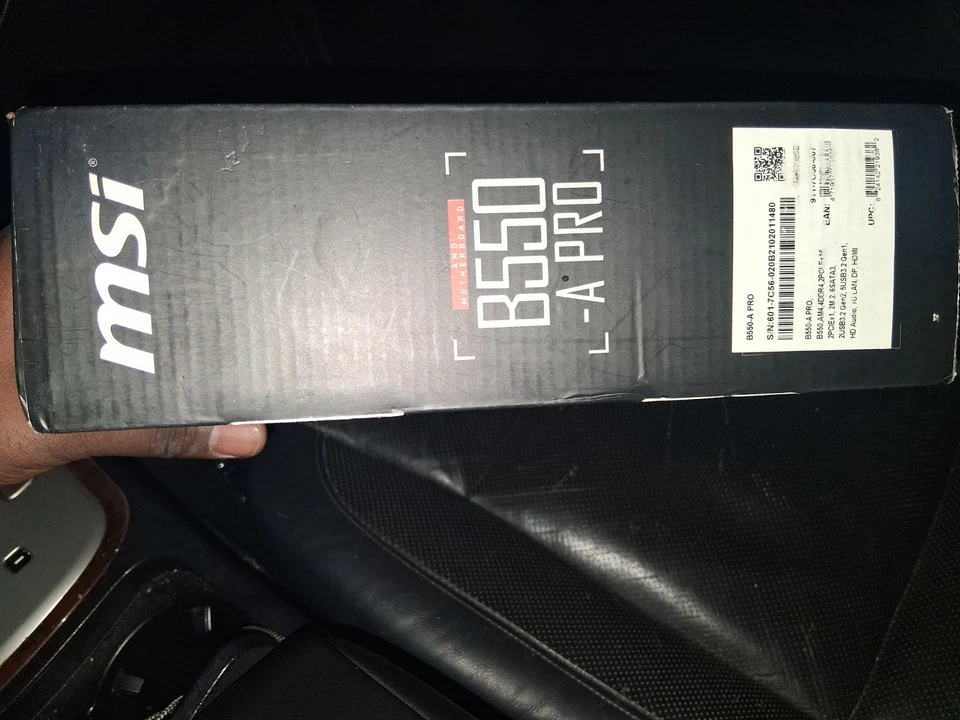 msi®
AMD
MOTHERBOARD
B550
-A PRO
B550-A PRO
S/N:601-7C56-020B2102011480
B550-A PRO,
B550,AM4,4DDR4,2PCI Ex16,
2PCIEx1, 2M.2, 6SATA3,
2USB3.2 Gen2, 5USB3.2 Gen1,
HD Audio, 1G LAN, DP, HDMI
EAN:
UPC: